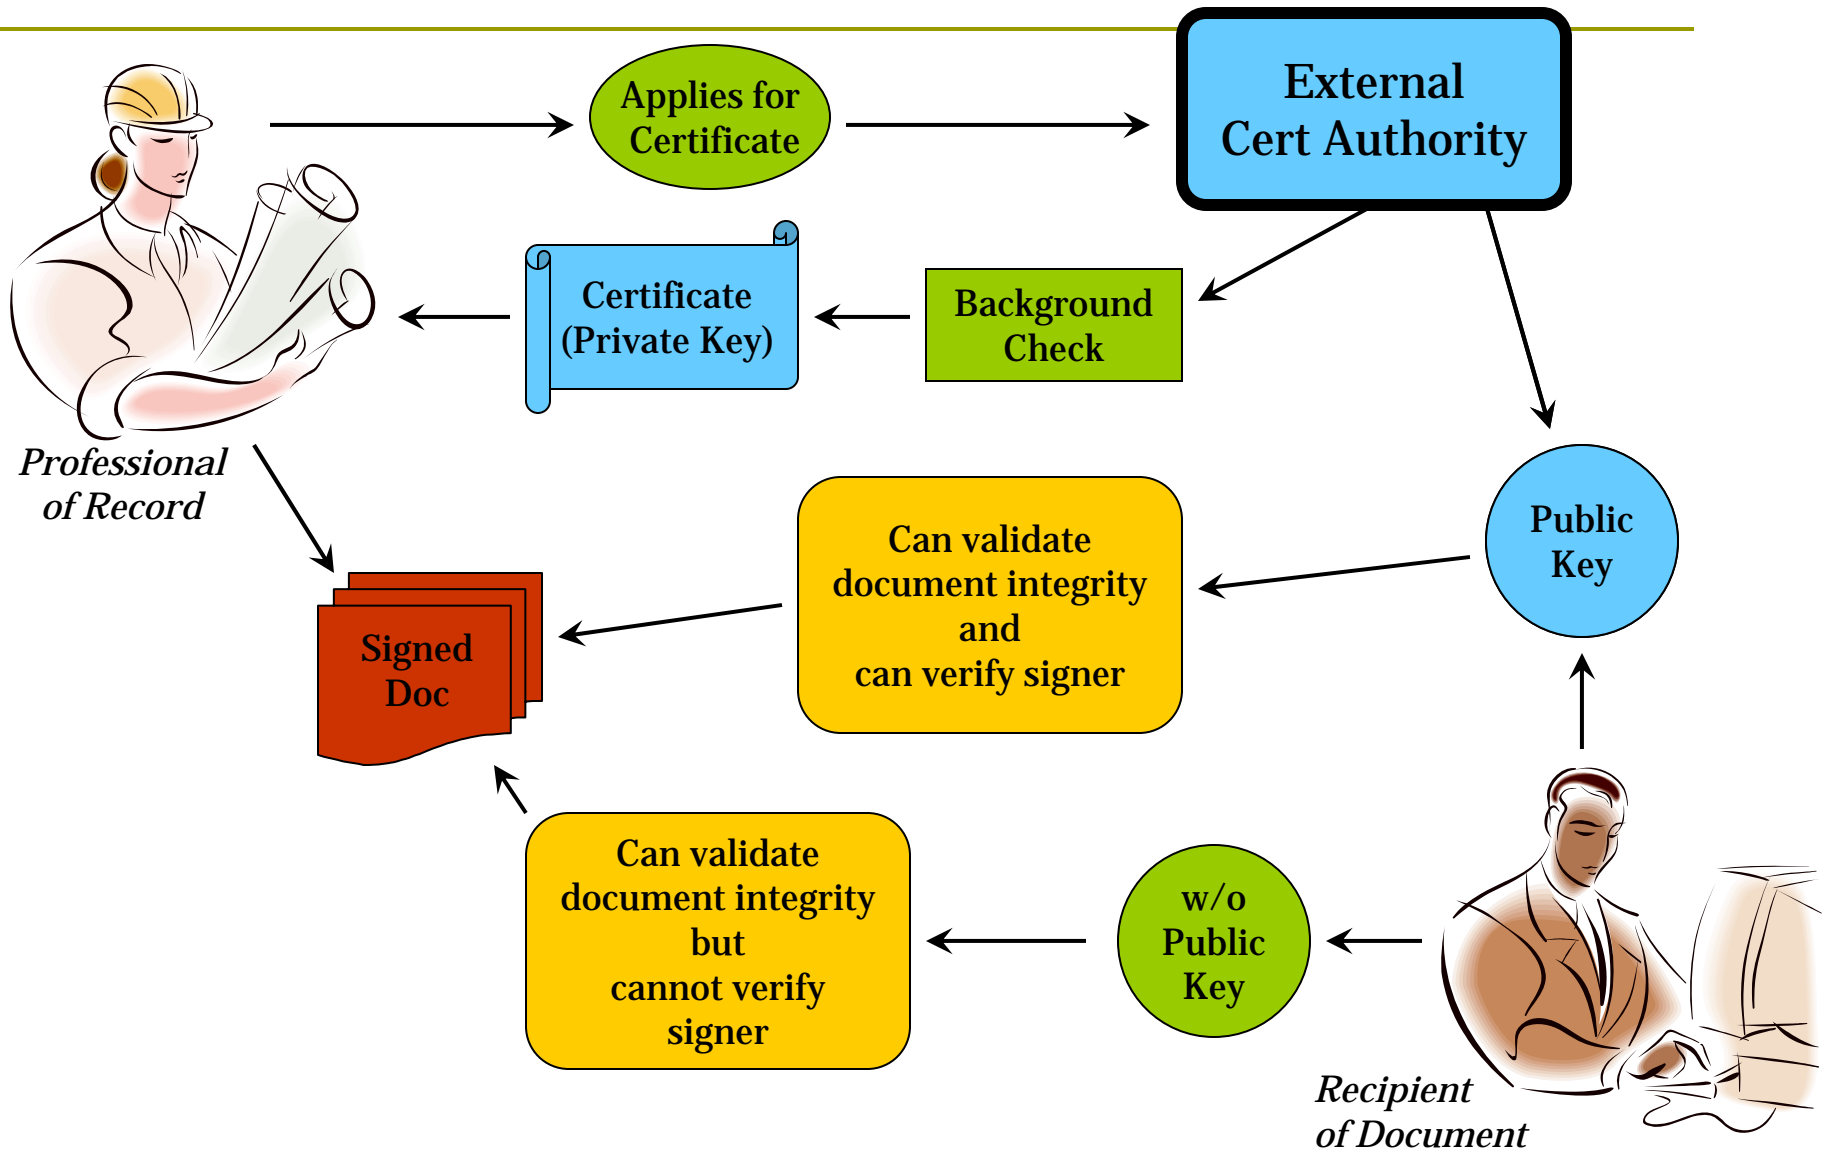 Applies for
Certificate
External
Cert Authority
Certificate
(Private Key)
Background
Check
Professional
of Record
Public
Key
Can validate
document integrity
and
can verify signer
Signed
Doc
Can validate
document integrity
but
cannot verify
signer
w/o
Public
Key
Recipient
of Document